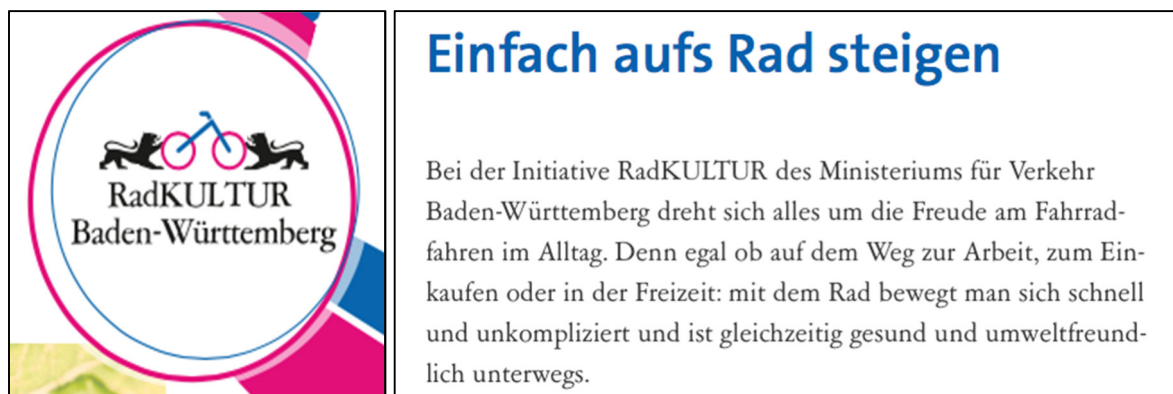 RadKULTUR
Baden-Württemberg
Einfach aufs Rad steigen
Bei der Initiative RadKULTUR des Ministeriums für Verkehr
Baden-Württemberg dreht sich alles um die Freude am Fahrrad-
fahren im Alltag. Denn egal ob auf dem Weg zur Arbeit, zum Ein-
kaufen oder in der Freizeit: mit dem Rad bewegt man sich schnell
und unkompliziert und ist gleichzeitig gesund und umweltfreund-
lich unterwegs.